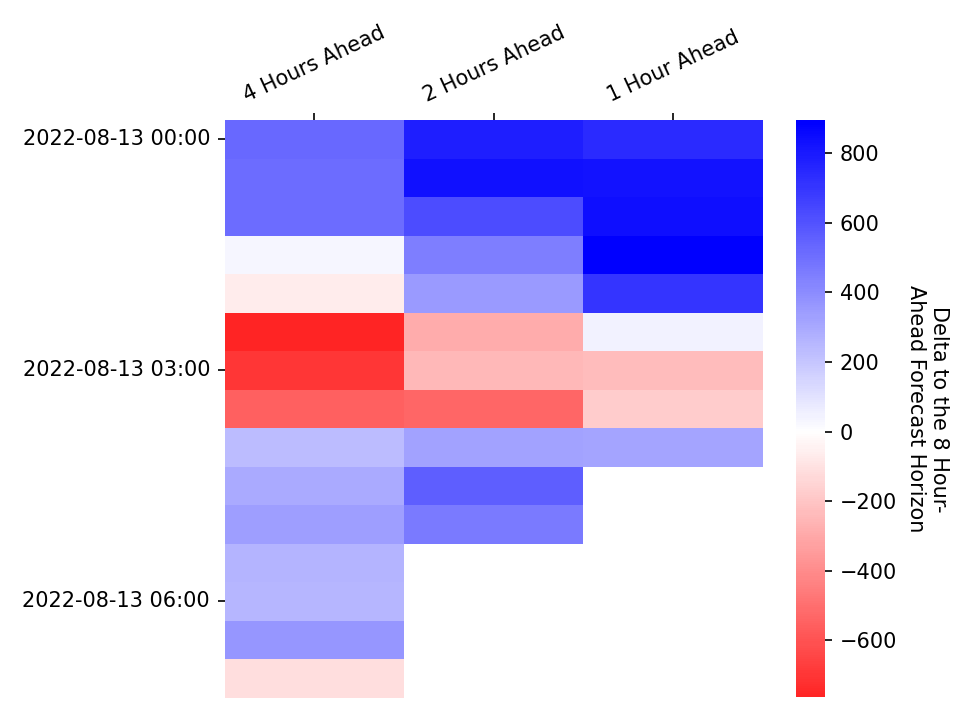 4 Hours Ahead
2 Hours Ahead
1 Hour Ahead
2022-08-13 00:00
2022-08-13 03:00
2022-08-13 06:00
800
600
400
200
0
−200
−400
−600
Delta to the 8 Hour-
Ahead Forecast Horizon